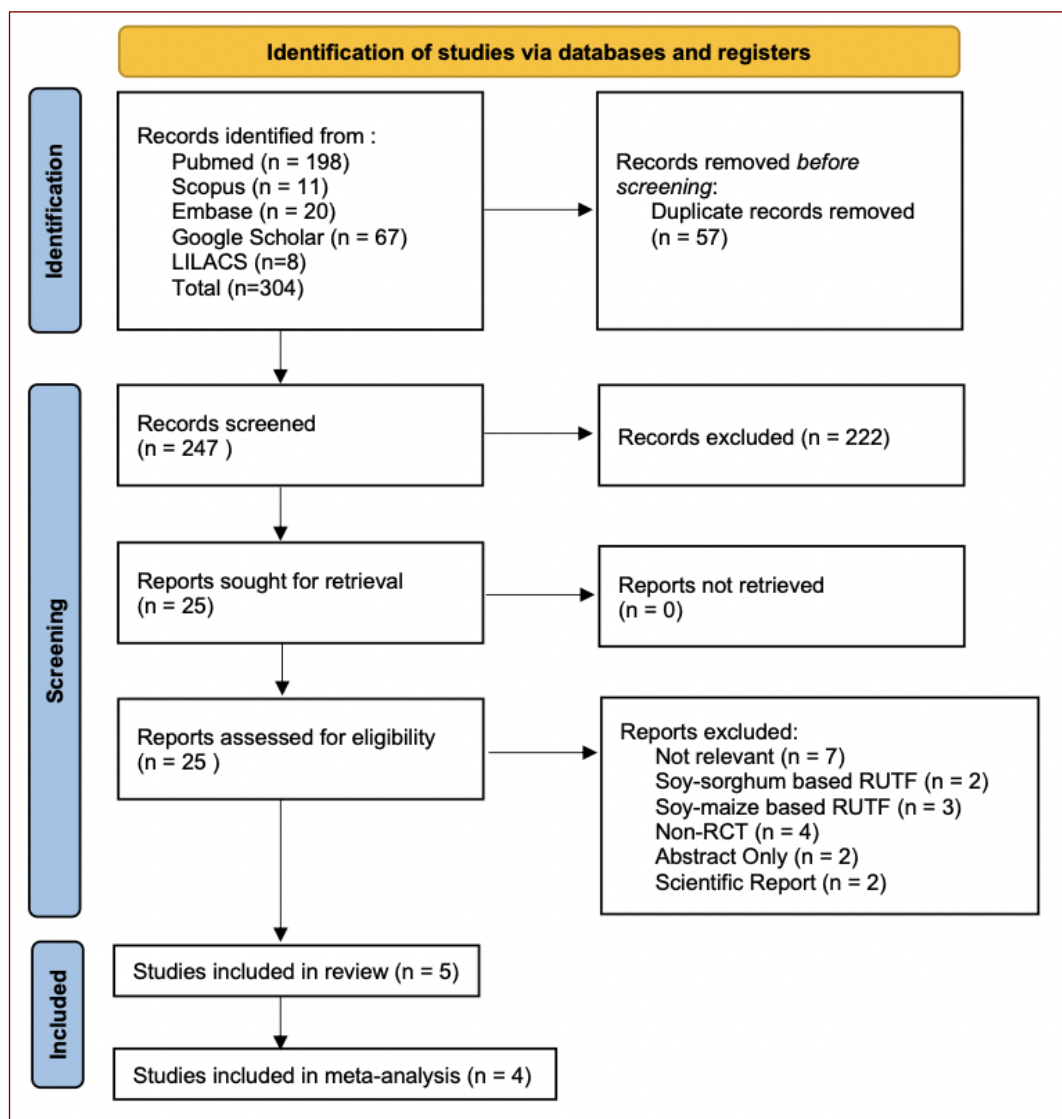 Identification of studies via databases and registers
Identification
Records identified from :
Pubmed (n = 198)
Scopus (n = 11)
Embase (n = 20)
Google Scholar (n = 67)
LILACS (n=8)
Total (n=304)
Records removed before
screening:
Duplicate records removed
(n = 57)
Screening
Records screened
(n = 247 )
Records excluded (n = 222)
Reports sought for retrieval
(n = 25)
Reports not retrieved
(n = 0)
Reports assessed for eligibility
(n = 25 )
Reports excluded:
Not relevant (n = 7)
Soy-sorghum based RUTF (n = 2)
Soy-maize based RUTF (n = 3)
Non-RCT (n = 4)
Abstract Only (n = 2)
Scientific Report (n = 2)
Included
Studies included in review (n = 5)
Studies included in meta-analysis (n = 4)